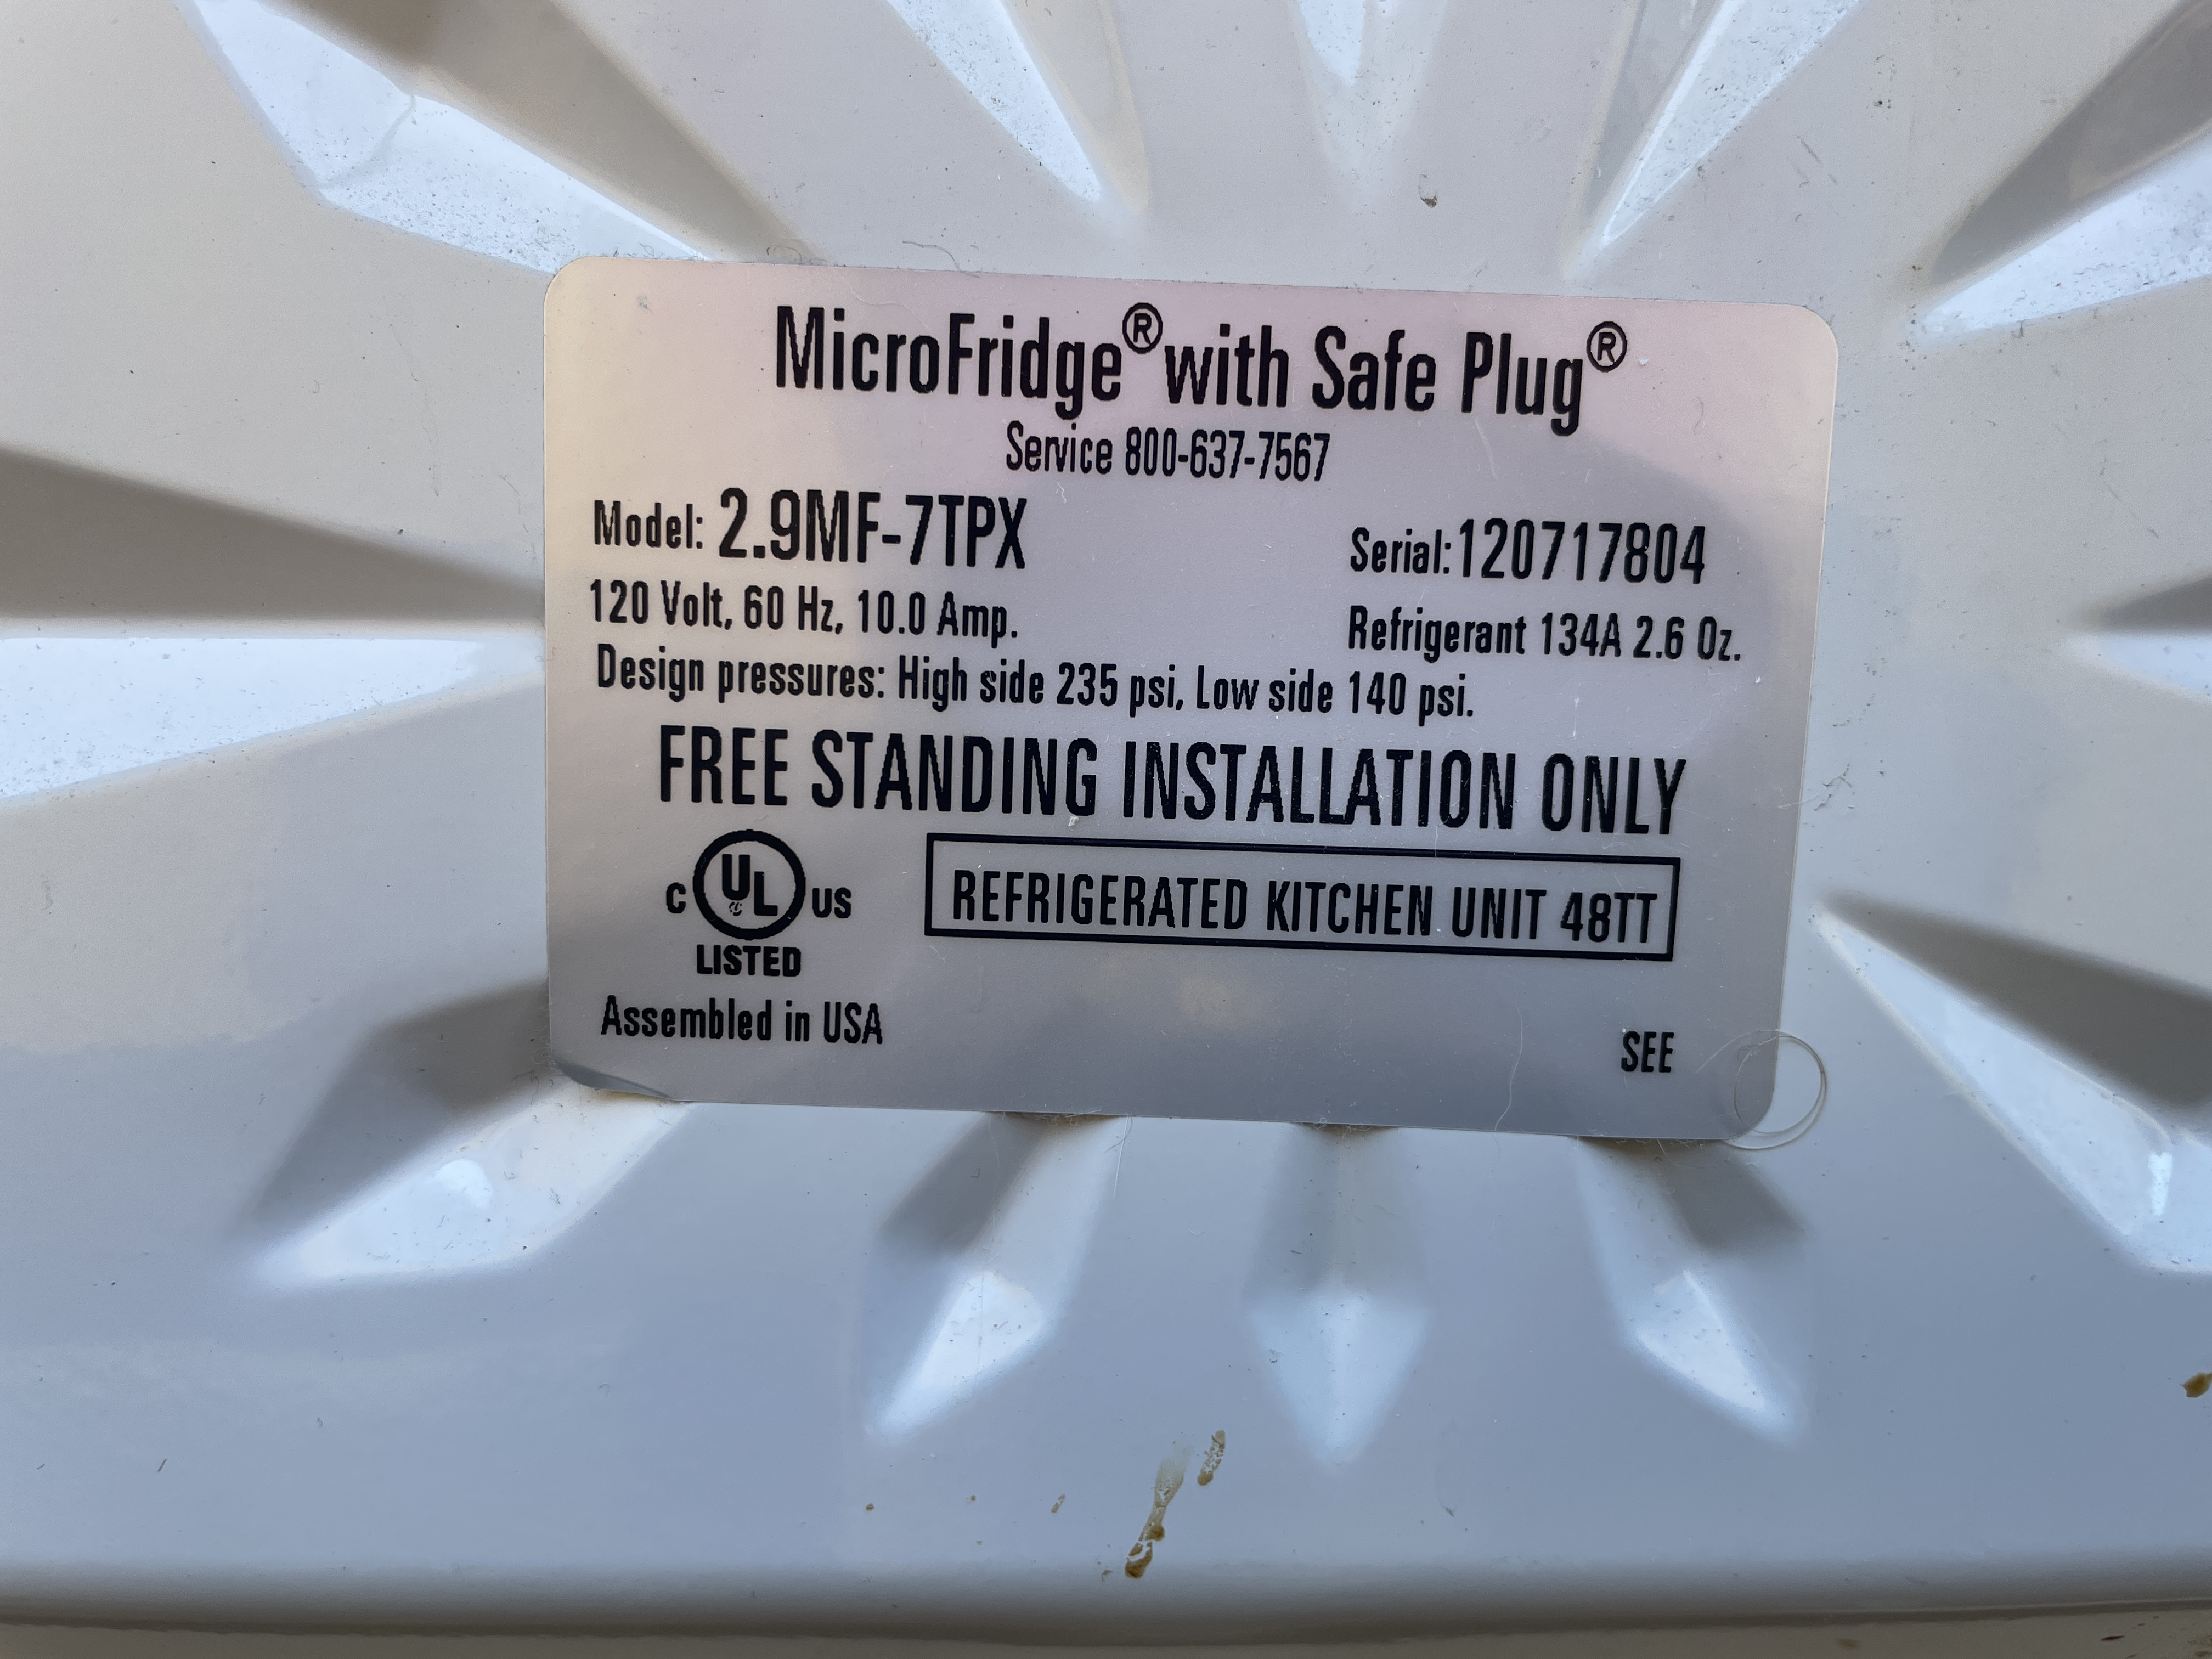 MicroFridge® with Safe Plug®
Service 800-637-7567
Model: 2.9MF-7TPX Serial: 120717804
120 Volt, 60 Hz, 10.0 Amp. Refrigerant 134A 2.6 Oz.
Design pressures: High side 235 psi, Low side 140 psi.
FREE STANDING INSTALLATION ONLY
C UL US REFRIGERATED KITCHEN UNIT 48TT
LISTED
Assembled in USA SEE